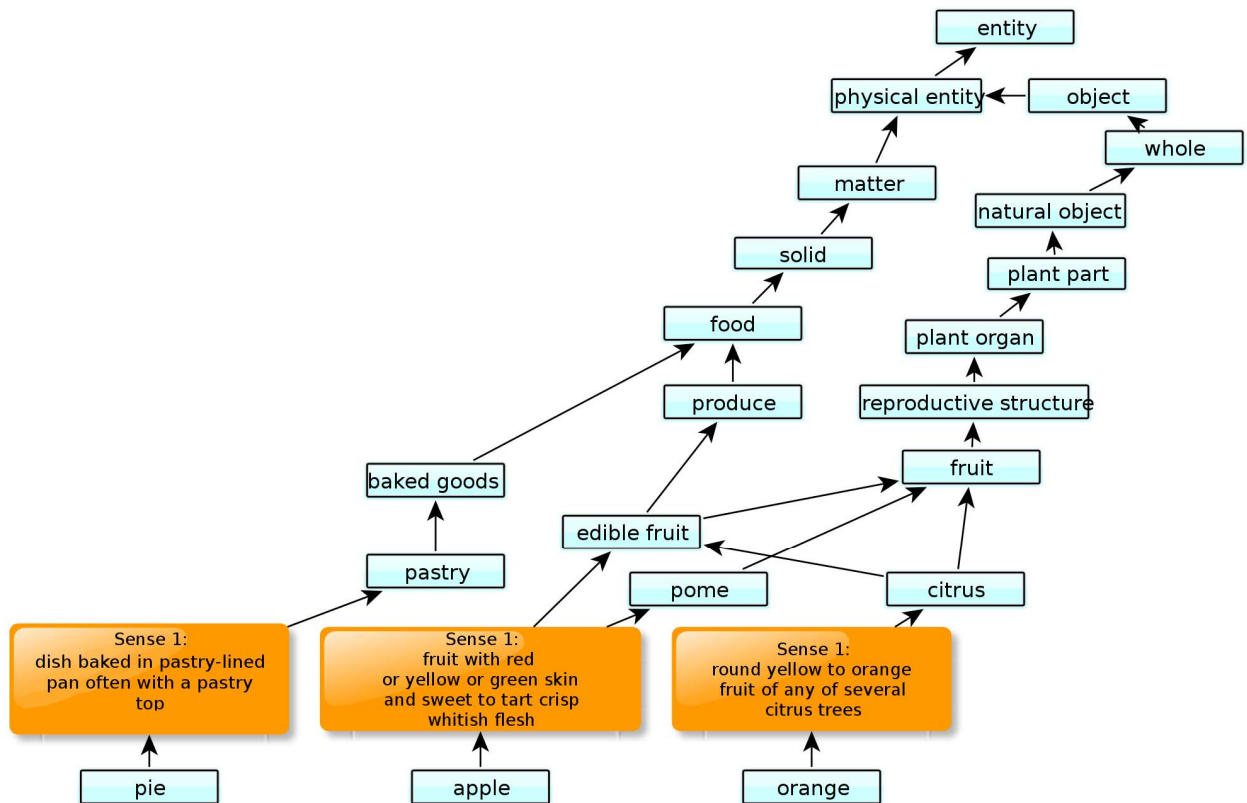 entity
physical entity
object
whole
matter
natural object
solid
plant part
food
plant organ
produce
reproductive structure
baked goods
fruit
edible fruit
pastry
pome
citrus
Sense 1:
dish baked in pastry-lined
pan often with a pastry
top
Sense 1:
fruit with red
or yellow or green skin
and sweet to tart crisp
whitish flesh
Sense 1:
round yellow to orange
fruit of any of several
citrus trees
pie
apple
orange